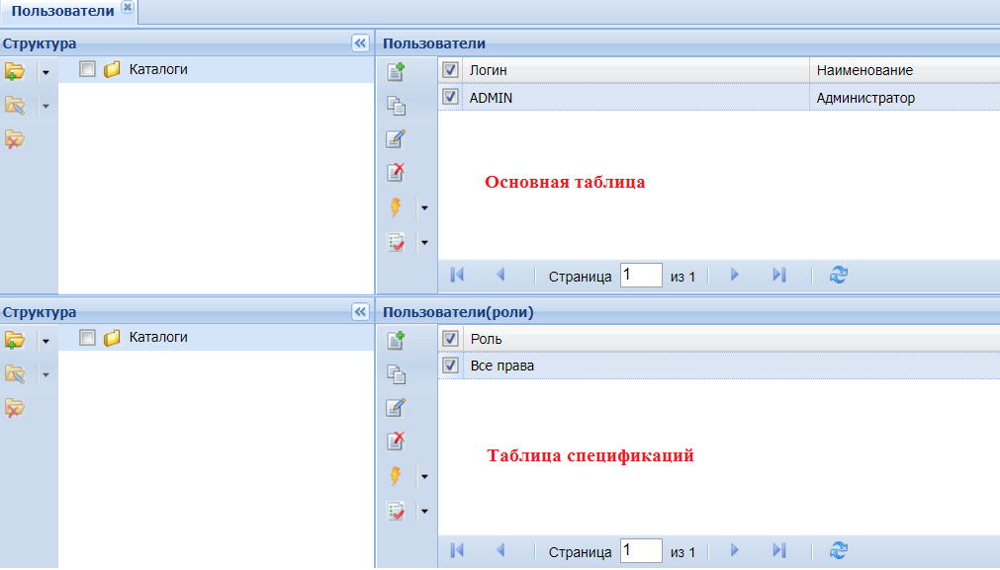 Пользователи
Структура
Каталоги
Пользователи
Логин Наименование
ADMIN Администратор
Основная таблица
Страница 1 из 1
Структура
Каталоги
Пользователи(роли)
Роль
Все права
Таблица спецификаций
Страница 1 из 1